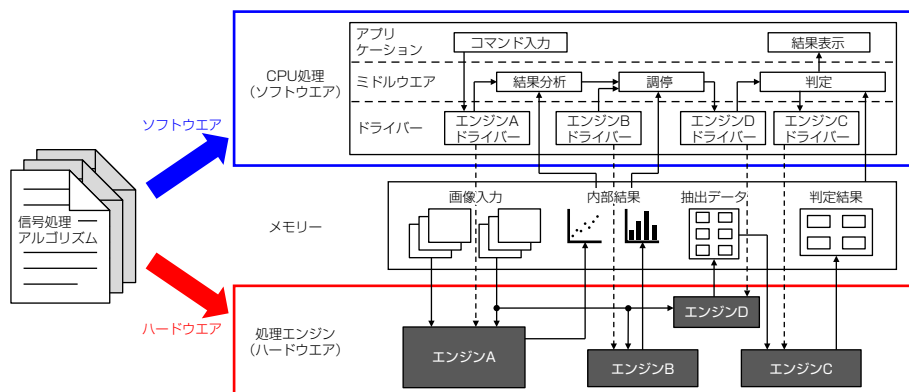 アプリ
ケーション
コマンド入力
結果表示
CPU処理
(ソフトウエア)
ミドルウエア
結果分析
調停
判定
ドライバー
エンジンA
ドライバー
エンジンB
ドライバー
エンジンD
ドライバー
エンジンC
ドライバー
ソフトウエア
信号処理
アルゴリズム
メモリー
画像入力
内部結果
抽出データ
判定結果
ハードウエア
処理エンジン
(ハードウエア)
エンジンA
エンジンB
エンジンD
エンジンC